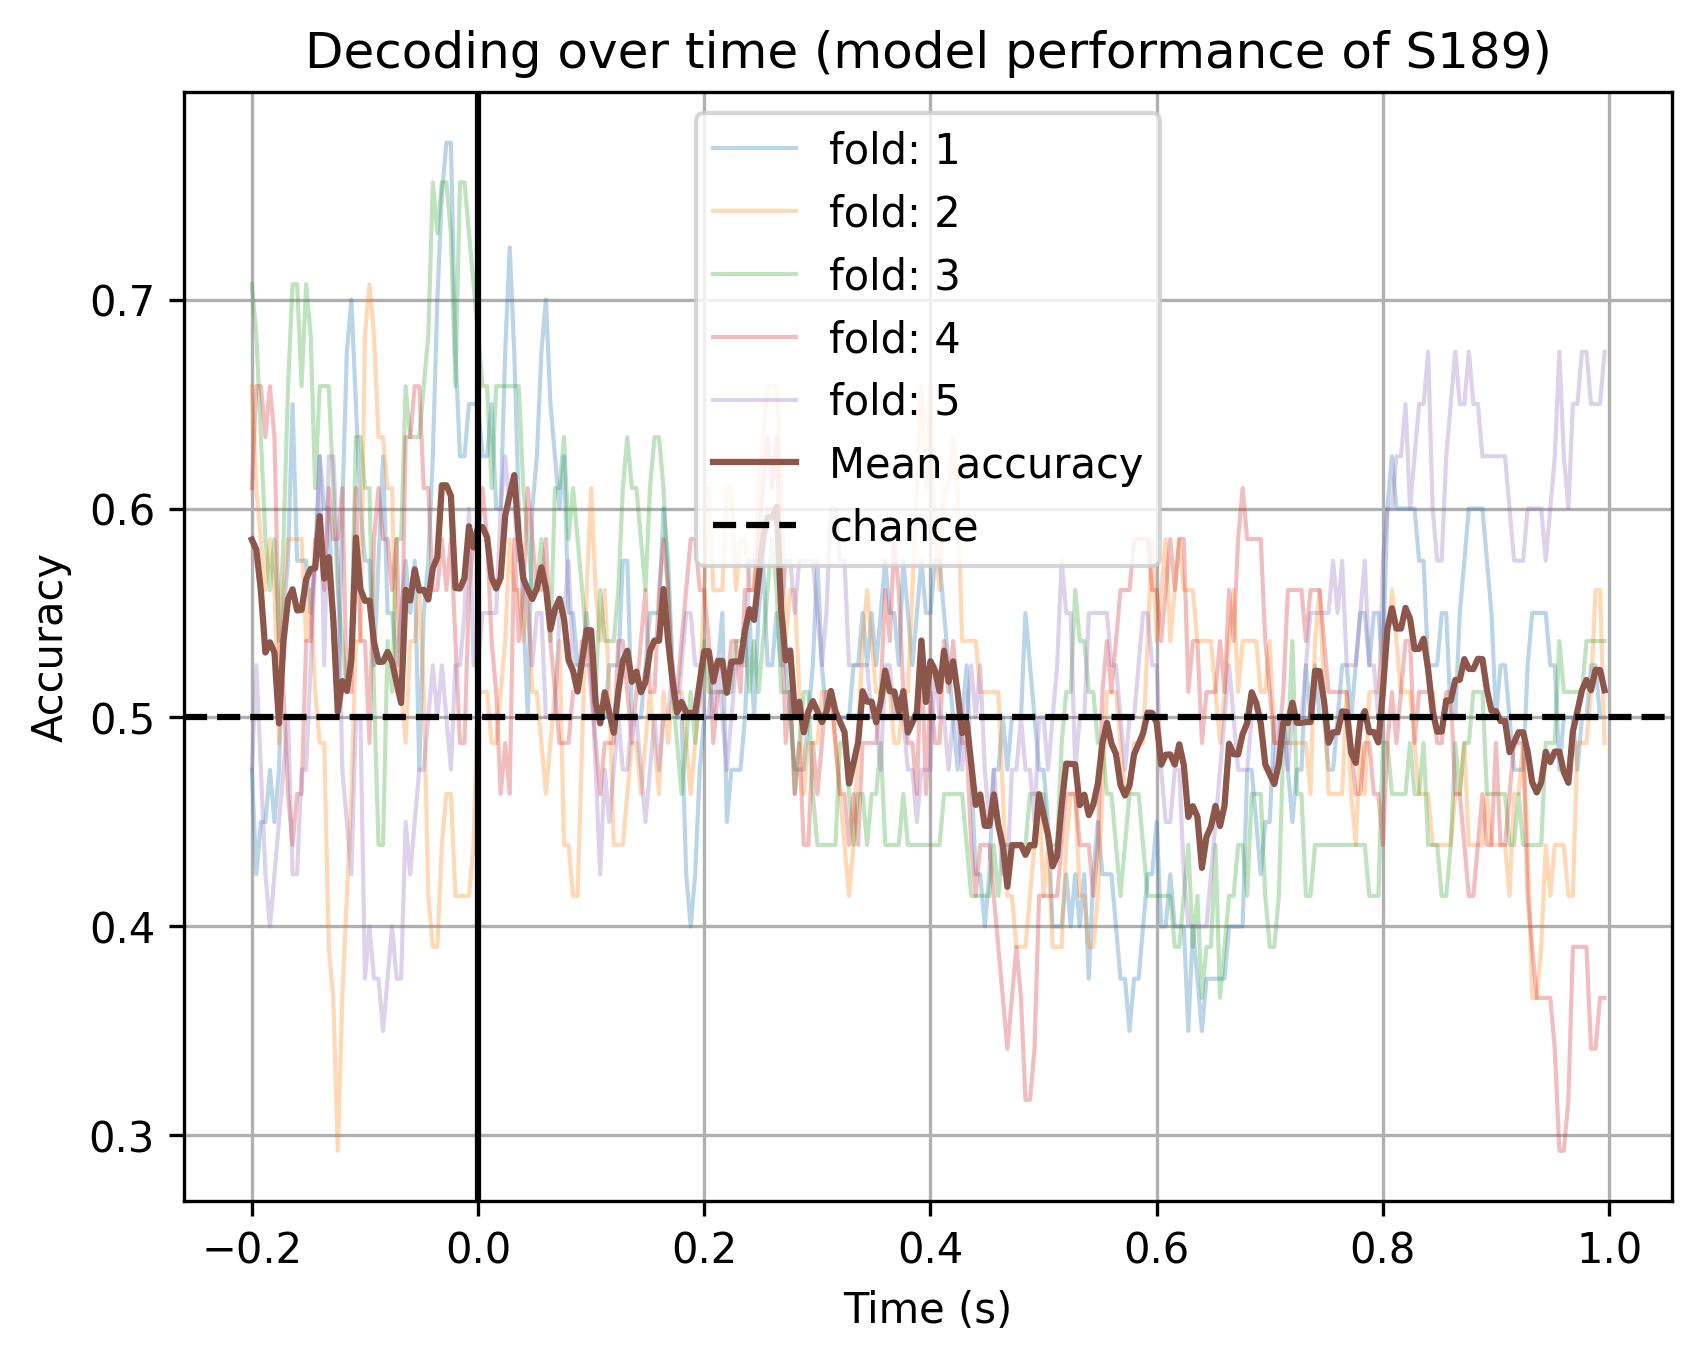 Decoding over time (model performance of S189)
fold: 1
fold: 2
fold: 3
fold: 4
fold: 5
Mean accuracy
chance
Accuracy
0.7
0.6
0.5
0.4
0.3
−0.2 0.0 0.2 0.4 0.6 0.8 1.0
Time (s)